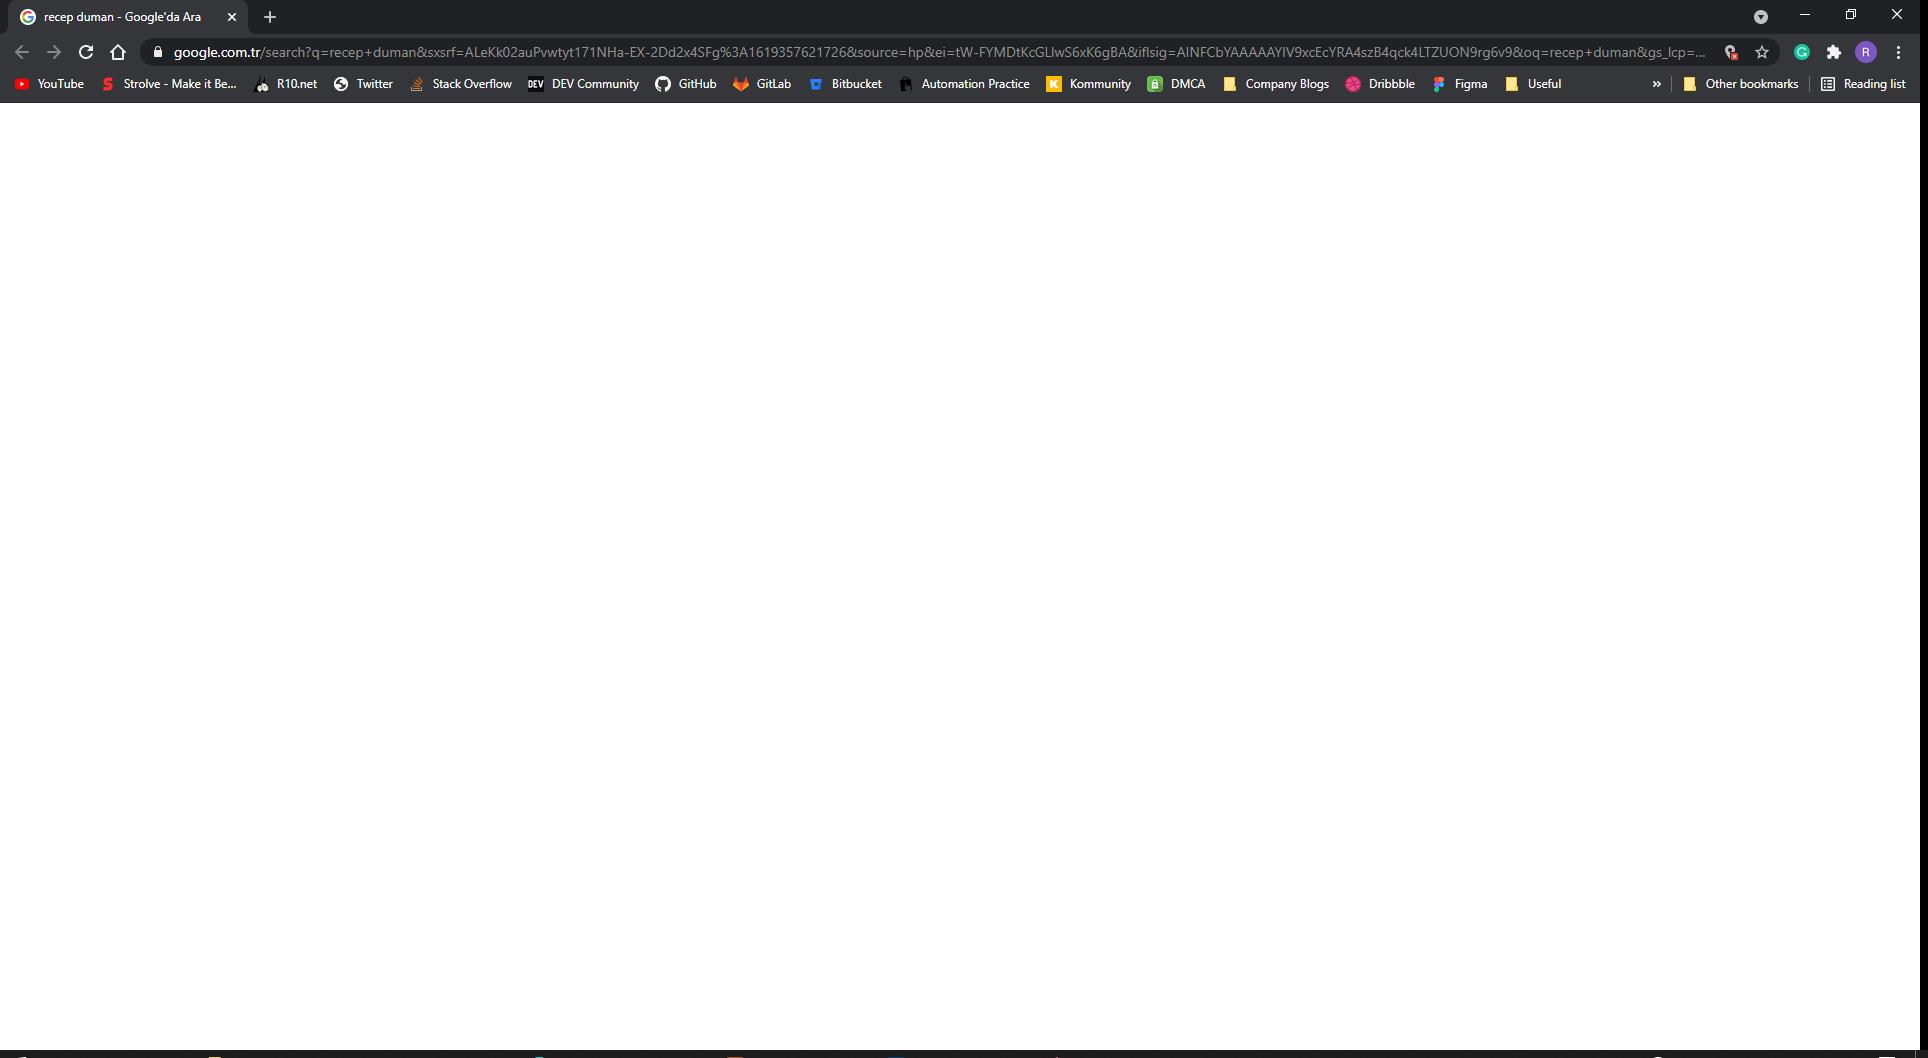 recep duman - Google'da Ara
google.com.tr/search?q=recep+duman&sxsrf=ALeKk02auPvwtyt171NHa-EX-2Dd2x4SFg%3A1619357621726&source=hp&ei=tW-FYMDtKcGLlwS6xK6gBA&iflsig=AINFCbYAAAAAYIV9xcEcYRA4szB4qck4LTZUON9rg6v9&oq=recep+duman&gs_lcp=... G R
YouTube S Strolve - Make it Be... R10.net Twitter Stack Overflow DEV DEV Community GitHub GitLab Bitbucket Automation Practice K Kommunity DMCA Company Blogs Dribbble Figma Useful » Other bookmarks Reading list